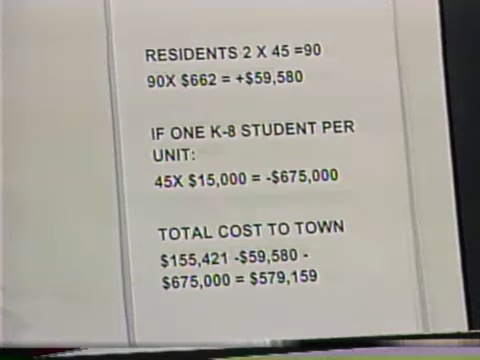 RESIDENTS 2 X 45 =90
90X $662 = +$59,580
IF ONE K-8 STUDENT PER
UNIT:
45X $15,000 = -$675,000
TOTAL COST TO TOWN
$155,421 -$59,580 -
$675,000 = $579,159